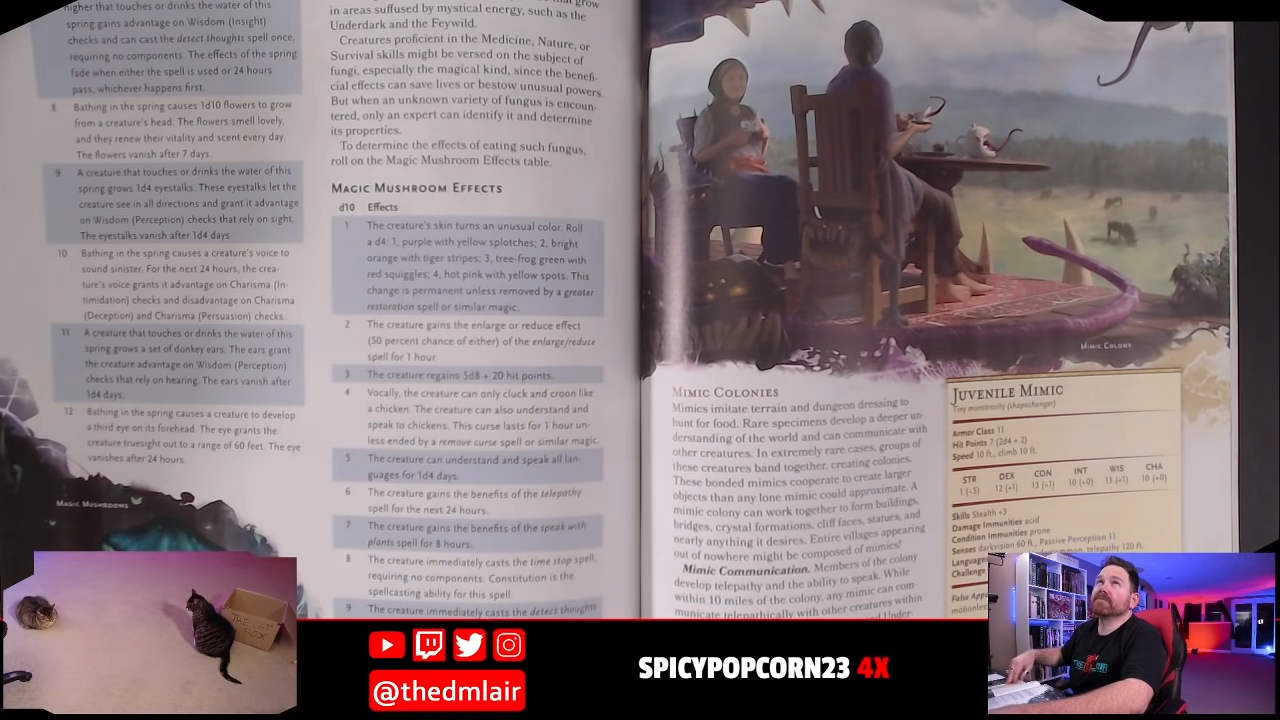 higher that touches or drinks the water of this
spring gains advantage on Wisdom (Insight)
checks and can cast the detect thoughts spell once,
requiring no components. The effects of the spring
fade when either the spell is used or 24 hours
pass, whichever happens first.
8 Bathing in the spring causes 1d10 flowers to grow
from a creature's head. The flowers smell lovely,
and they renew their vitality and scent every day.
The flowers vanish after 7 days.
9 A creature that touches or drinks the water of this
spring grows 1d4 eyestalks. These eyestalks let the
creature see in all directions and grant it advantage
on Wisdom (Perception) checks that rely on sight.
The eyestalks vanish after 1d4 days.
10 Bathing in the spring causes a creature's voice to
sound sinister. For the next 24 hours, the crea-
ture's voice grants it advantage on Charisma (In-
timidation) checks and disadvantage on Charisma
(Deception) and Charisma (Persuasion) checks.
11 A creature that touches or drinks the water of this
spring grows a set of donkey ears. The ears grant
the creature advantage on Wisdom (Perception)
checks that rely on hearing. The ears vanish after
1d4 days.
12 Bathing in the spring causes a creature to develop
a third eye on its forehead. The eye grants the
creature truesight out to a range of 60 feet. The eye
vanishes after 24 hours.
MAGIC MUSHROOMS
in areas suffused by mystical energy, such as the
Underdark and the Feywild.
Creatures proficient in the Medicine, Nature, or
Survival skills might be versed on the subject of
fungi, especially the magical kind, since the benefi-
cial effects can save lives or bestow unusual powers.
But when an unknown variety of fungus is encoun-
tered, only an expert can identify it and determine
its properties.
To determine the effects of eating such fungus,
roll on the Magic Mushroom Effects table.
MAGIC MUSHROOM EFFECTS
d10 Effects
1 The creature's skin turns an unusual color. Roll
a d4: 1, purple with yellow splotches; 2, bright
orange with tiger stripes; 3, tree-frog green with
red squiggles; 4, hot pink with yellow spots. This
change is permanent unless removed by a greater
restoration spell or similar magic.
2 The creature gains the enlarge or reduce effect
(50 percent chance of either) of the enlarge/reduce
spell for 1 hour.
3 The creature regains 5d8 + 20 hit points.
4 Vocally, the creature can only cluck and croon like
a chicken. The creature can also understand and
speak to chickens. This curse lasts for 1 hour un-
less ended by a remove curse spell or similar magic.
5 The creature can understand and speak all lan-
guages for 1d4 days.
6 The creature gains the benefits of the telepathy
spell for the next 24 hours.
7 The creature gains the benefits of the speak with
plants spell for 8 hours.
8 The creature immediately casts the time stop spell,
requiring no components. Constitution is the
spellcasting ability for this spell.
9 The creature immediately casts the detect thoughts
MIMIC COLONY
MIMIC COLONIES
Mimics imitate terrain and dungeon dressing to
hunt for food. Rare specimens develop a deeper un-
derstanding of the world and can communicate with
other creatures. In extremely rare cases, groups of
these creatures band together, creating colonies.
These bonded mimics cooperate to create larger
objects than any lone mimic could approximate. A
mimic colony can work together to form buildings,
bridges, crystal formations, cliff faces, statues, and
nearly anything it desires. Entire villages appearing
out of nowhere might be composed of mimics!
Mimic Communication. Members of the colony
develop telepathy and the ability to speak. While
within 10 miles of the colony, any mimic can com-
municate telepathically with other creatures within
JUVENILE MIMIC
Tiny monstrosity (shapechanger)
Armor Class 11
Hit Points 7 (2d4 + 2)
Speed 10 ft., climb 10 ft.
STR DEX CON INT WIS CHA
1 (−5) 12 (+1) 13 (+1) 10 (+0) 13 (+1) 10 (+0)
Skills Stealth +3
Damage Immunities acid
Condition Immunities prone
Senses darkvision 60 ft., Passive Perception 11
telepathy 120 ft.
Challenge
THE CAT
BOX
@thedmlair
SPICYPOPCORN23 4X